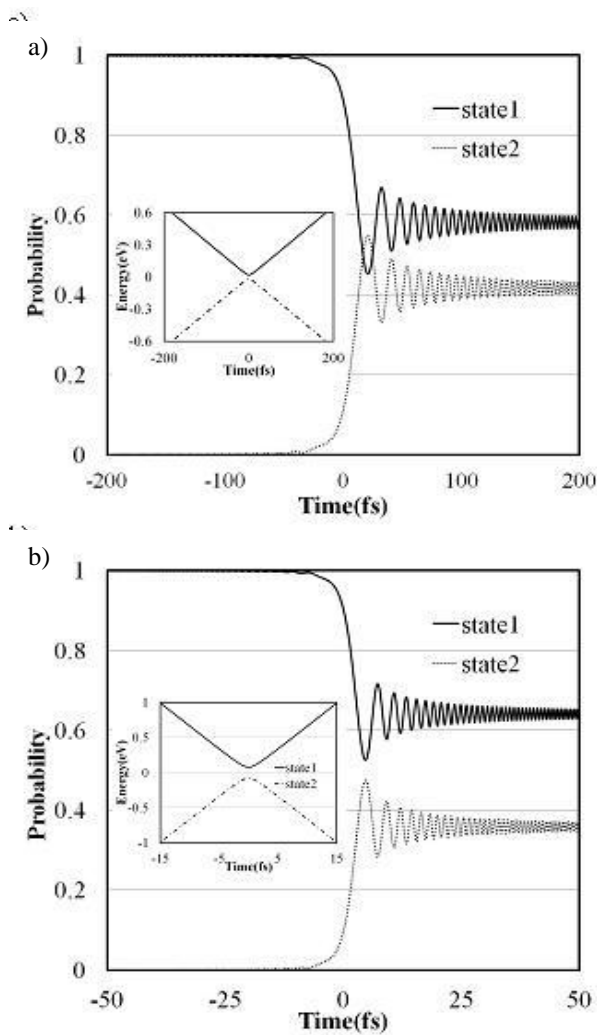 a)
1
0.8
0.6
0.4
0.2
0
Probability
state1
state2
0.6
0.3
0
-0.3
-0.6
Energy(eV)
-200 0 200
Time(fs)
-200 -100 0 100 200
Time(fs)
b)
1
0.8
0.6
0.4
0.2
0
Probability
state1
state2
1
0.5
0
-0.5
-1
Energy(eV)
state1
state2
-15 -5 5 15
Time(fs)
-50 -25 0 25 50
Time(fs)